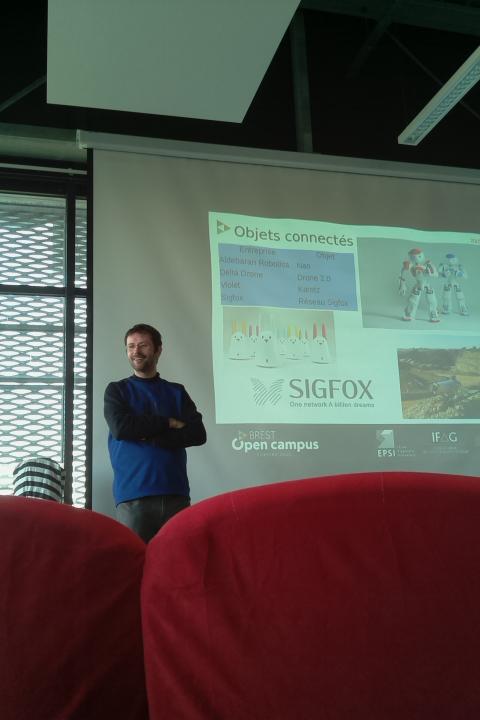 Objets connectés
Entreprise Objet
Aldebaran Robotics Nao
Delta Drone Drone 2.0
Violet Karotz
Sigfox Réseau Sigfox
SIGFOX
One network A billion dreams
BREST
Open campus
EPSI
IFAG